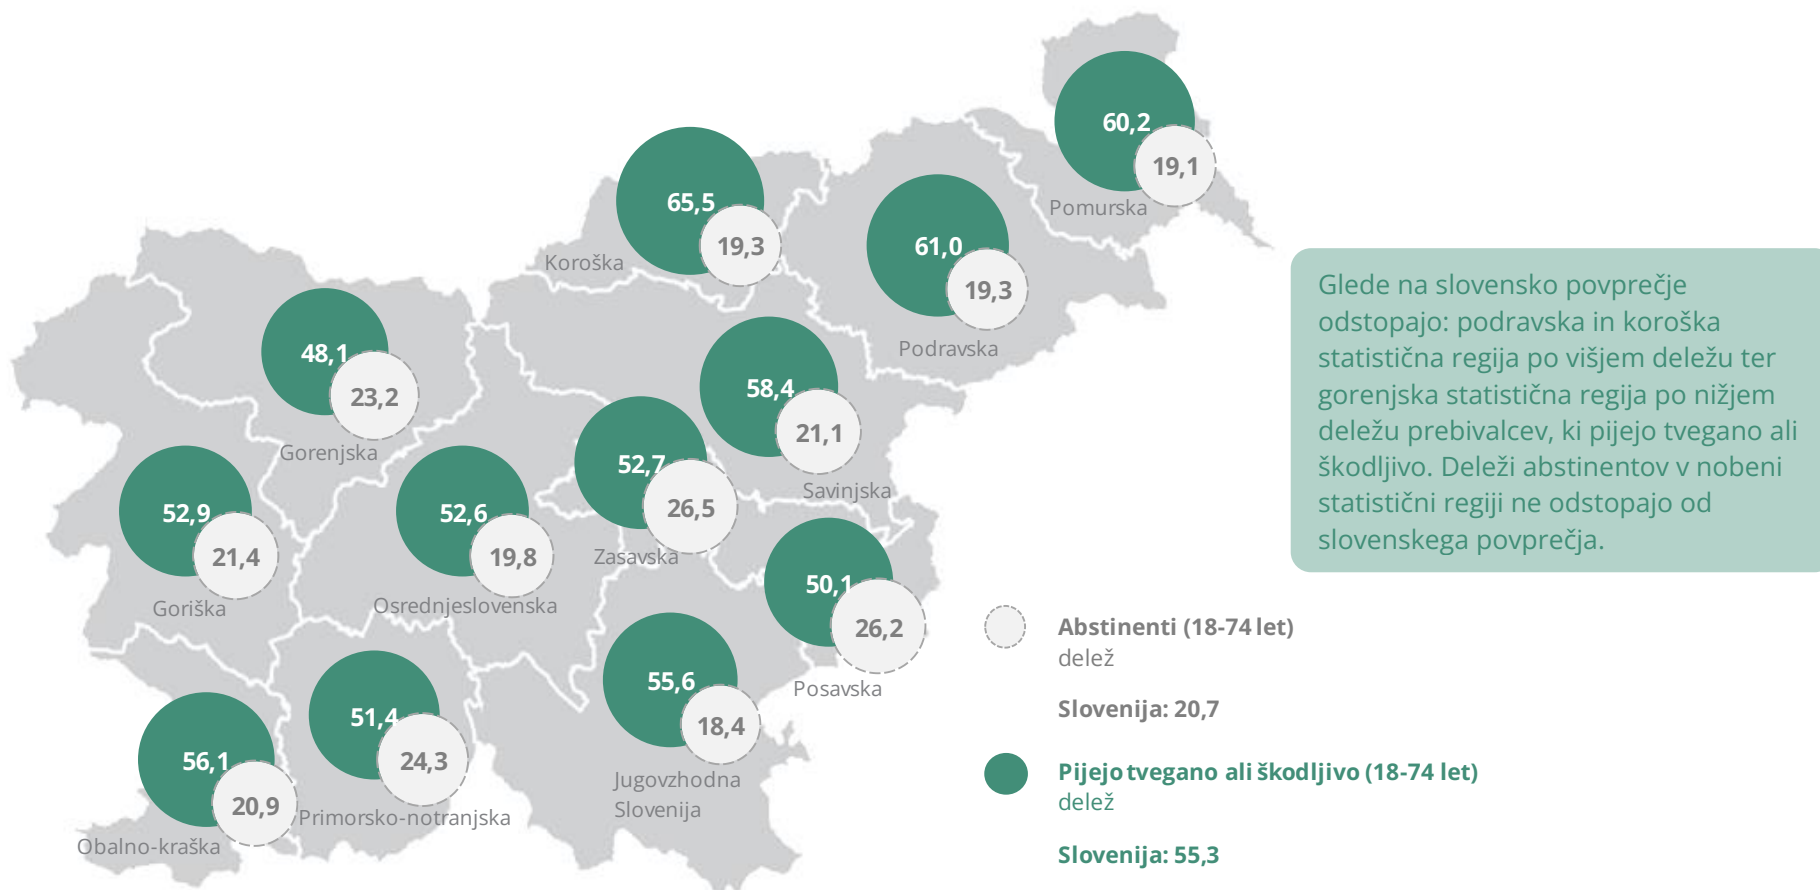 60,2
19,1
Pomurska
65,5
19,3
Koroška
61,0
19,3
Podravska
48,1
23,2
Gorenjska
58,4
21,1
Savinjska
52,7
26,5
Zasavska
52,9
21,4
Goriška
52,6
19,8
Osrednjeslovenska
50,1
26,2
Posavska
55,6
18,4
Jugovzhodna
Slovenija
51,4
24,3
Primorsko-notranjska
56,1
20,9
Obalno-kraška
Glede na slovensko povprečje
odstopajo: podravska in koroška
statistična regija po višjem deležu ter
gorenjska statistična regija po nižjem
deležu prebivalcev, ki pijejo tvegano ali
škodljivo. Deleži abstinentov v nobeni
statistični regiji ne odstopajo od
slovenskega povprečja.
Abstinenti (18-74 let)
delež
Slovenija: 20,7
Pijejo tvegano ali škodljivo (18-74 let)
delež
Slovenija: 55,3